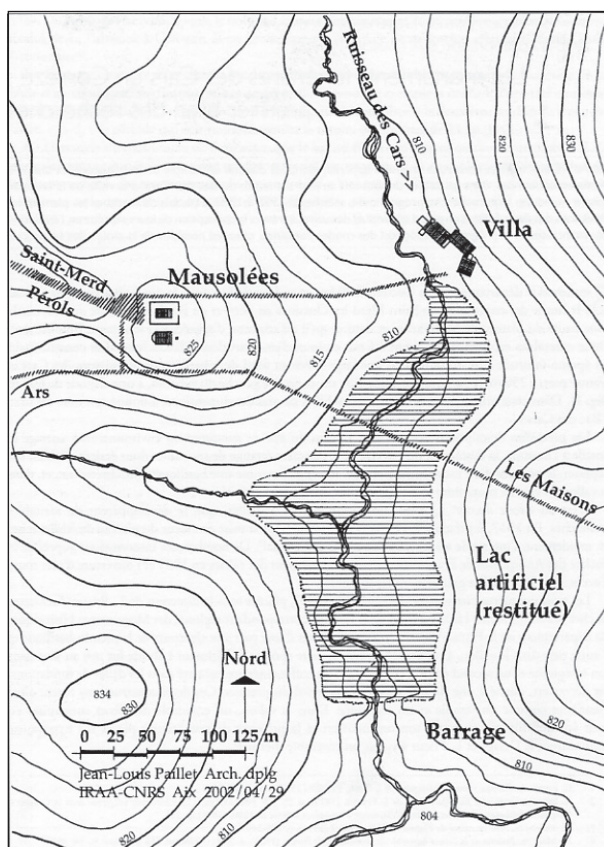 Ruisseau des Cars >>
810
820
830
Villa
Saint-Merd
Pérols
Mausolées
825
820
815
810
Ars
Les Maisons
Lac
artificiel
(restitué)
Nord
834
830
0 25 50 75 100 125 m
Barrage
820
810
Jean-Louis Paillet Arch. dplg
IRAA-CNRS Aix 2002/04/29
820
810
804